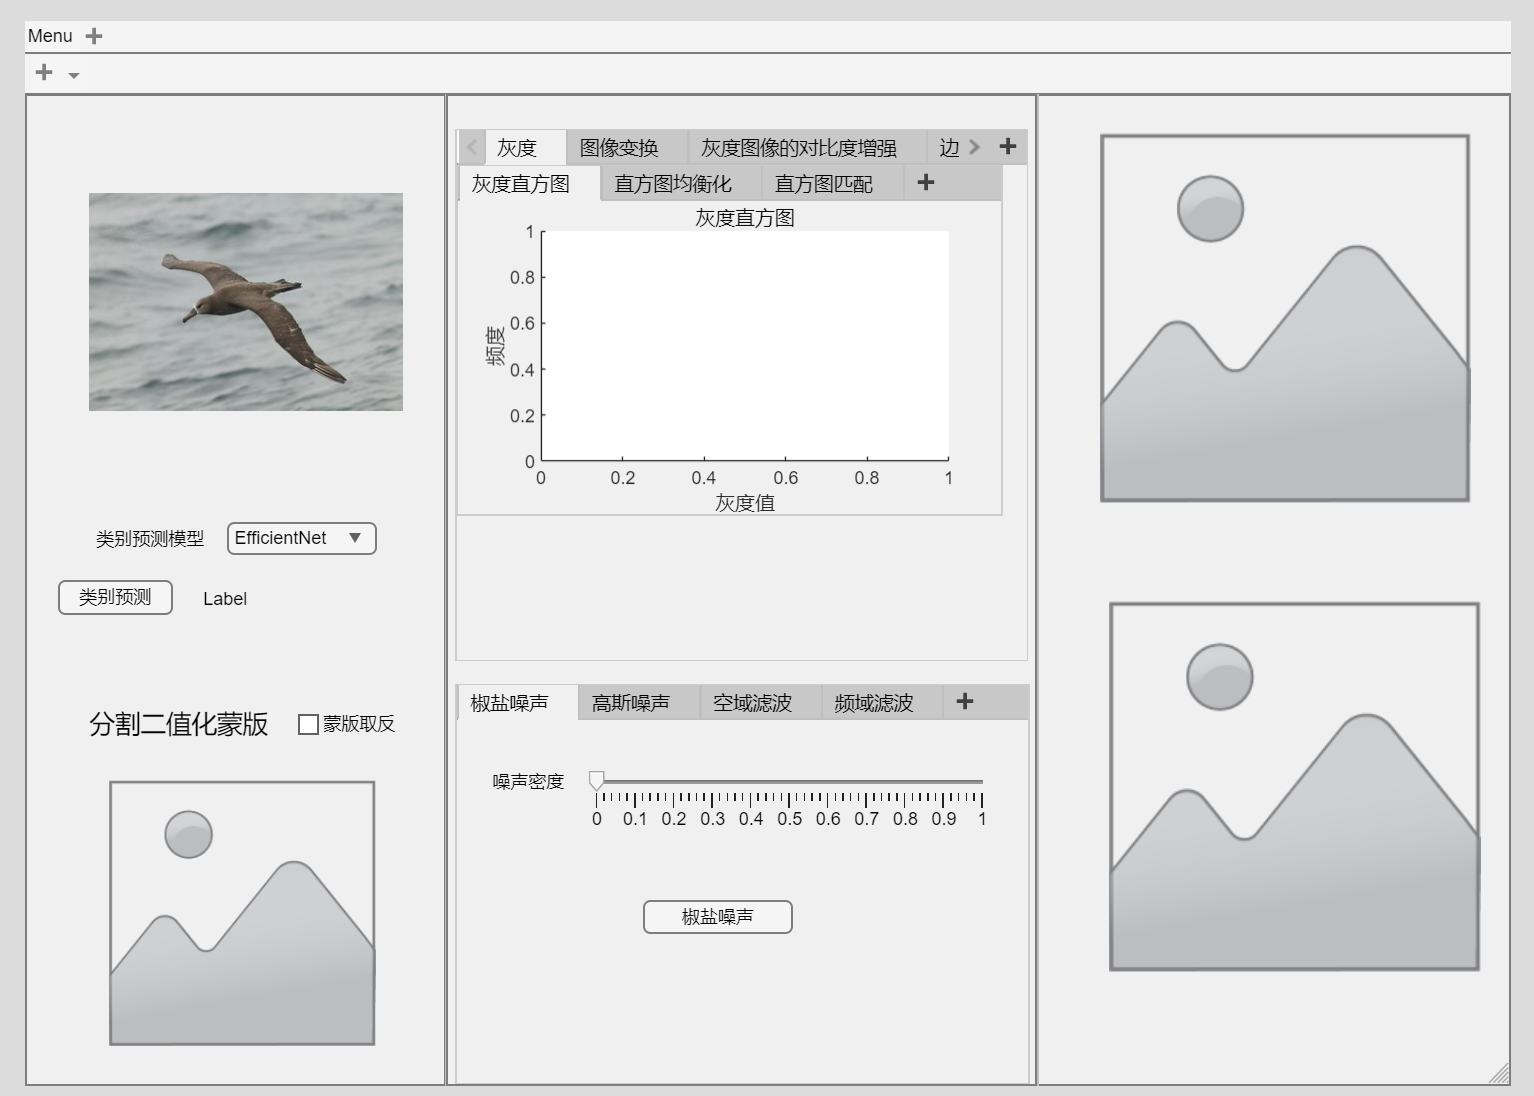 Menu
灰度 图像变换 灰度图像的对比度增强 边
灰度直方图 直方图均衡化 直方图匹配
灰度直方图
1
0.8
0.6
0.4
0.2
0
频度
0 0.2 0.4 0.6 0.8 1
灰度值
类别预测模型 EfficientNet
类别预测 Label
分割二值化蒙版 蒙版取反
椒盐噪声 高斯噪声 空域滤波 频域滤波
噪声密度
0 0.1 0.2 0.3 0.4 0.5 0.6 0.7 0.8 0.9 1
椒盐噪声